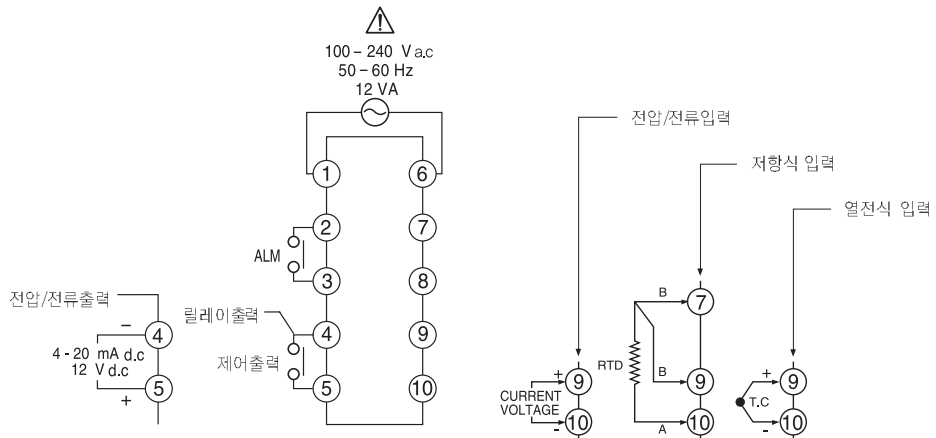 100 – 240 V a.c
50 – 60 Hz
12 VA
1
6
2
7
ALM
3
8
전압/전류출력
릴레이출력
4
9
제어출력
5
10
−
4
4 - 20 mA d.c
12 V d.c
5
+
전압/전류입력
저항식 입력
열전식 입력
B
7
RTD
B
9
A
10
+
9
CURRENT
VOLTAGE
-
10
+
9
T.C
-
10